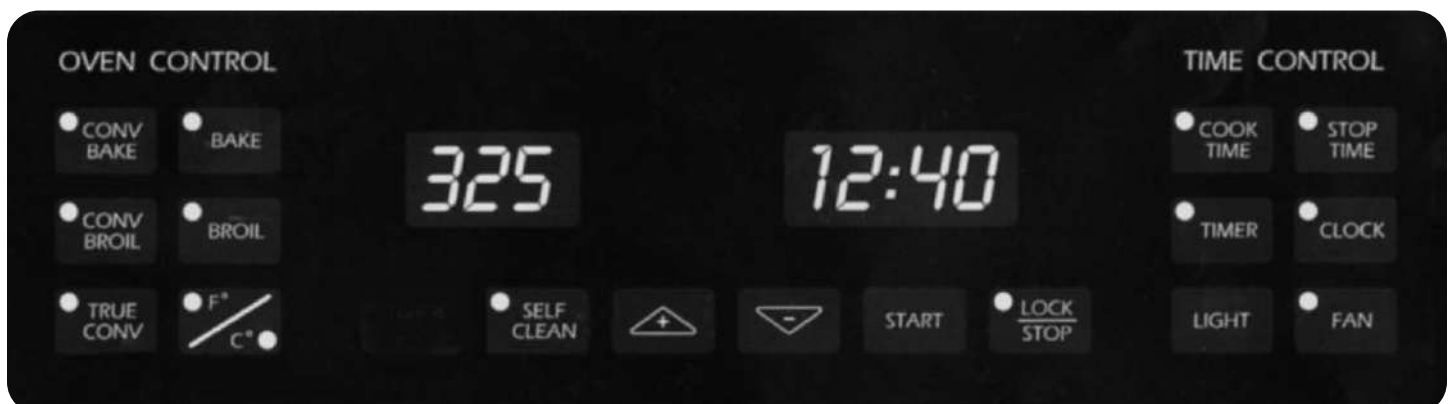 OVEN CONTROL
TIME CONTROL
CONV
BAKE
BAKE
325
12:40
COOK
TIME
STOP
TIME
CONV
BROIL
BROIL
TIMER
CLOCK
TRUE
CONV
F°
C°
SELF
CLEAN
+
-
START
LOCK
STOP
LIGHT
FAN